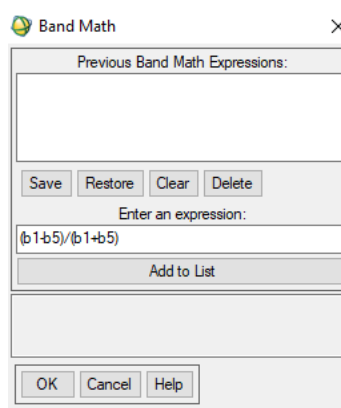 Band Math
Previous Band Math Expressions:
Save Restore Clear Delete
Enter an expression:
(b1-b5)/(b1+b5)
Add to List
OK Cancel Help